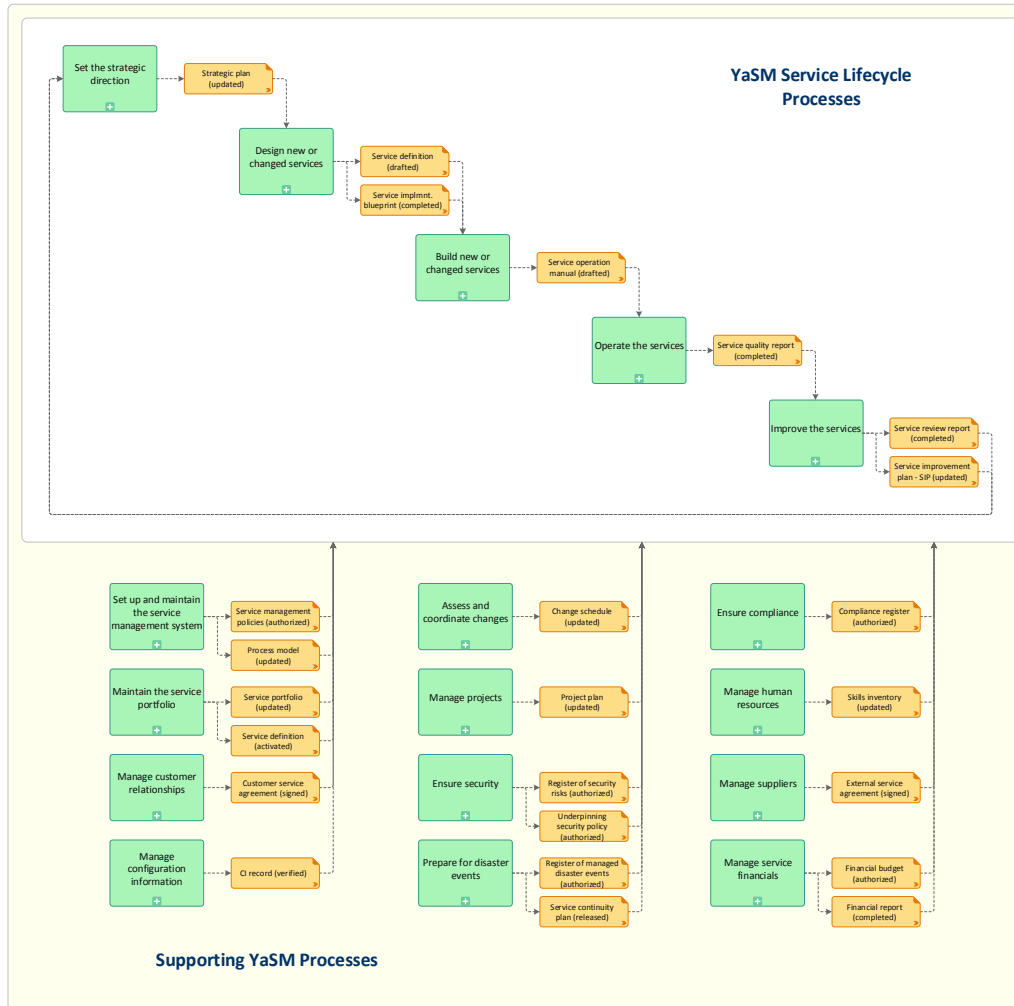 YaSM Service Lifecycle
Processes
Set the strategic
direction
Strategic plan
(updated)
Design new or
changed services
Service definition
(drafted)
Service implmnt.
blueprint (completed)
Build new or
changed services
Service operation
manual (drafted)
Operate the services
Service quality report
(completed)
Improve the services
Service review report
(completed)
Service improvement
plan - SIP (updated)
Set up and maintain
the service
management system
Service management
policies (authorized)
Process model
(updated)
Maintain the service
portfolio
Service portfolio
(updated)
Service definition
(activated)
Manage customer
relationships
Customer service
agreement (signed)
Manage
configuration
information
CI record (verified)
Assess and
coordinate changes
Change schedule
(updated)
Manage projects
Project plan
(updated)
Ensure security
Register of security
risks (authorized)
Underpinning
security policy
(authorized)
Prepare for disaster
events
Register of managed
disaster events
(authorized)
Service continuity
plan (released)
Ensure compliance
Compliance register
(authorized)
Manage human
resources
Skills inventory
(updated)
Manage suppliers
External service
agreement (signed)
Manage service
financials
Financial budget
(authorized)
Financial report
(completed)
Supporting YaSM Processes